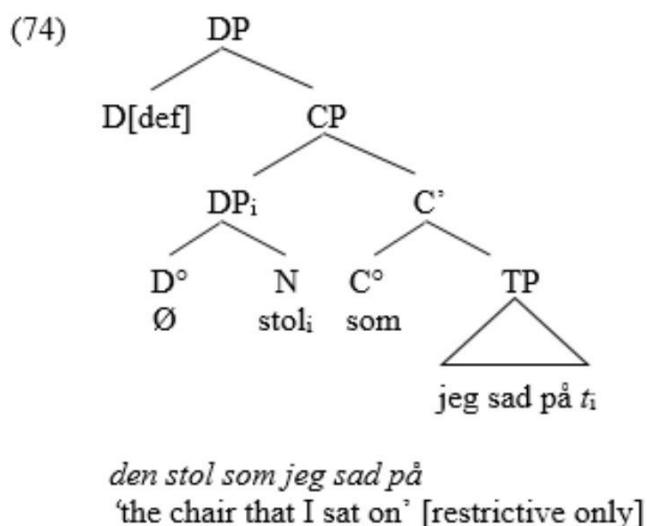 (74) DP
D[def] CP
DPi C’
D° N C° TP
Ø stoli som
jeg sad på ti
den stol som jeg sad på
‘the chair that I sat on’ [restrictive only]